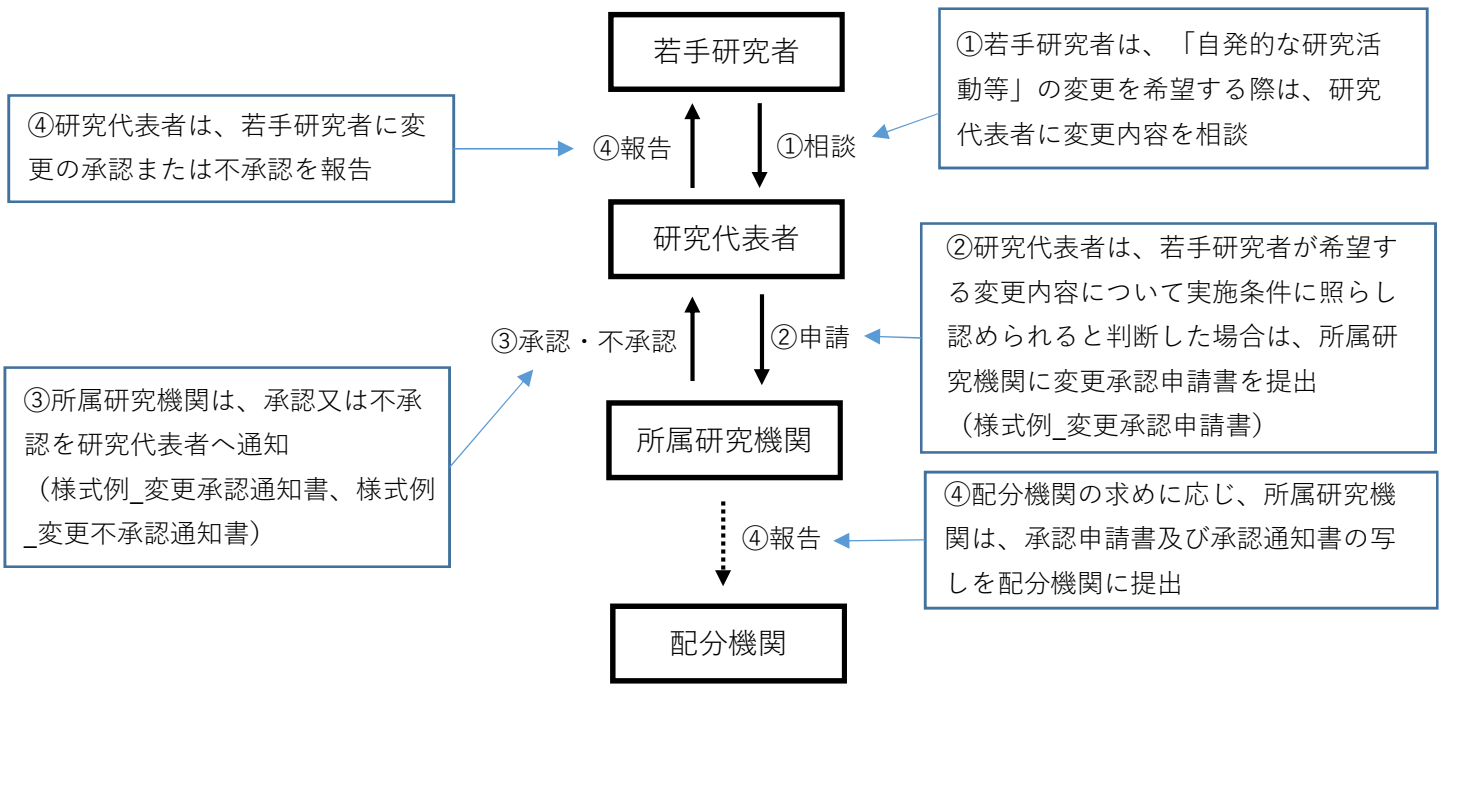 若手研究者
①若手研究者は、「自発的な研究活
動等」の変更を希望する際は、研究
代表者に変更内容を相談
④研究代表者は、若手研究者に変
更の承認または不承認を報告
④報告
①相談
研究代表者
②研究代表者は、若手研究者が希望す
る変更内容について実施条件に照らし
認められると判断した場合は、所属研
究機関に変更承認申請書を提出
（様式例_変更承認申請書）
③承認・不承認
②申請
③所属研究機関は、承認又は不承
認を研究代表者へ通知
（様式例_変更承認通知書、様式例
_変更不承認通知書）
所属研究機関
④配分機関の求めに応じ、所属研究機
関は、承認申請書及び承認通知書の写
しを配分機関に提出
④報告
配分機関